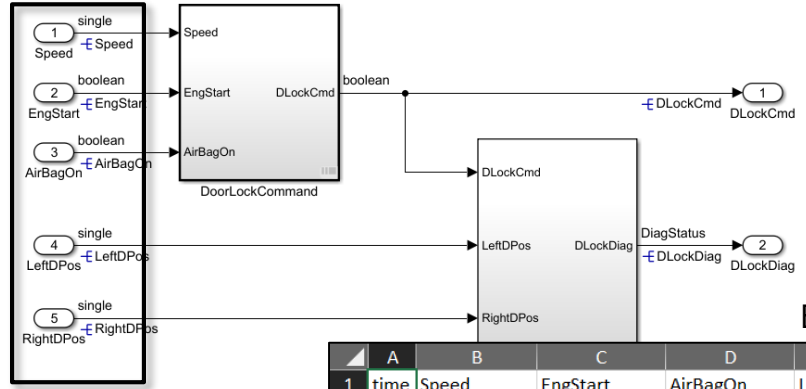 single
1
Speed
Speed
Speed
boolean
2
EngStart
EngStart
EngStart
DLockCmd
boolean
DLockCmd
1
DLockCmd
boolean
3
AirBagOn
AirBagOn
AirBagOn
DoorLockCommand
DLockCmd
single
4
LeftDPos
LeftDPos
LeftDPos
DLockDiag
DiagStatus
DLockDiag
2
DLockDiag
single
5
RightDPos
RightDPos
RightDPos
A B C D
1 time Speed EngStart AirBagOn